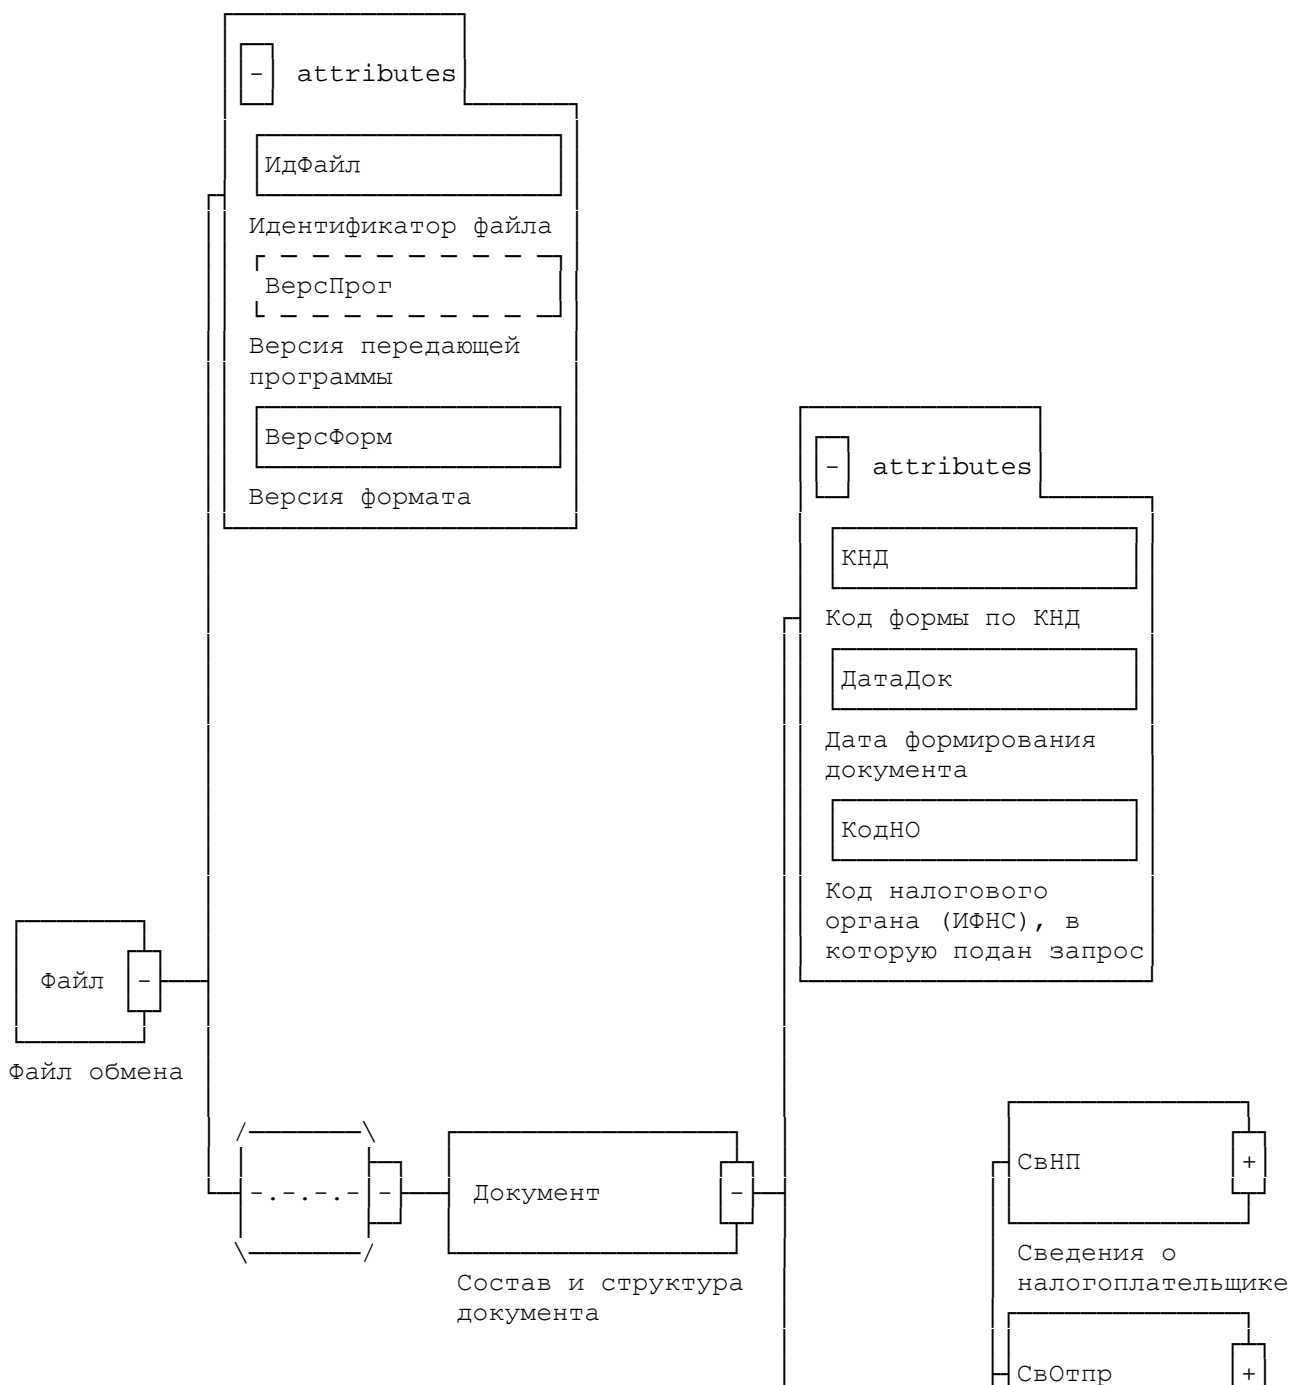 - attributes
ИдФайл
Идентификатор файла
ВерсПрог
Версия передающей
программы
ВерсФорм
Версия формата
- attributes
КНД
Код формы по КНД
ДатаДок
Дата формирования
документа
КодНО
Код налогового
органа (ИФНС), в
которую подан запрос
Файл -
Файл обмена
-.-.-.- -
Документ -
Состав и структура
документа
СвНП +
Сведения о
налогоплательщике
СвОтпр +